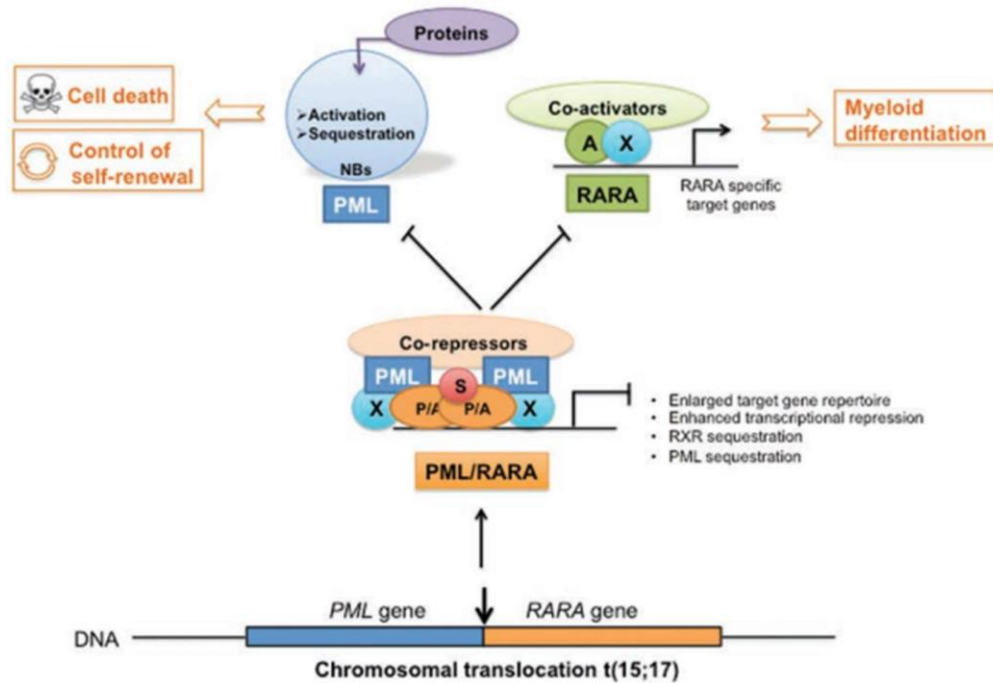 Proteins
Cell death
Control of
self-renewal
➢Activation
➢Sequestration
NBs
PML
Co-activators
A X
RARA
RARA specific
target genes
Myeloid
differentiation
Co-repressors
PML S PML
X P/A P/A X
PML/RARA
• Enlarged target gene repertoire
• Enhanced transcriptional repression
• RXR sequestration
• PML sequestration
PML gene RARA gene
DNA
Chromosomal translocation t(15;17)